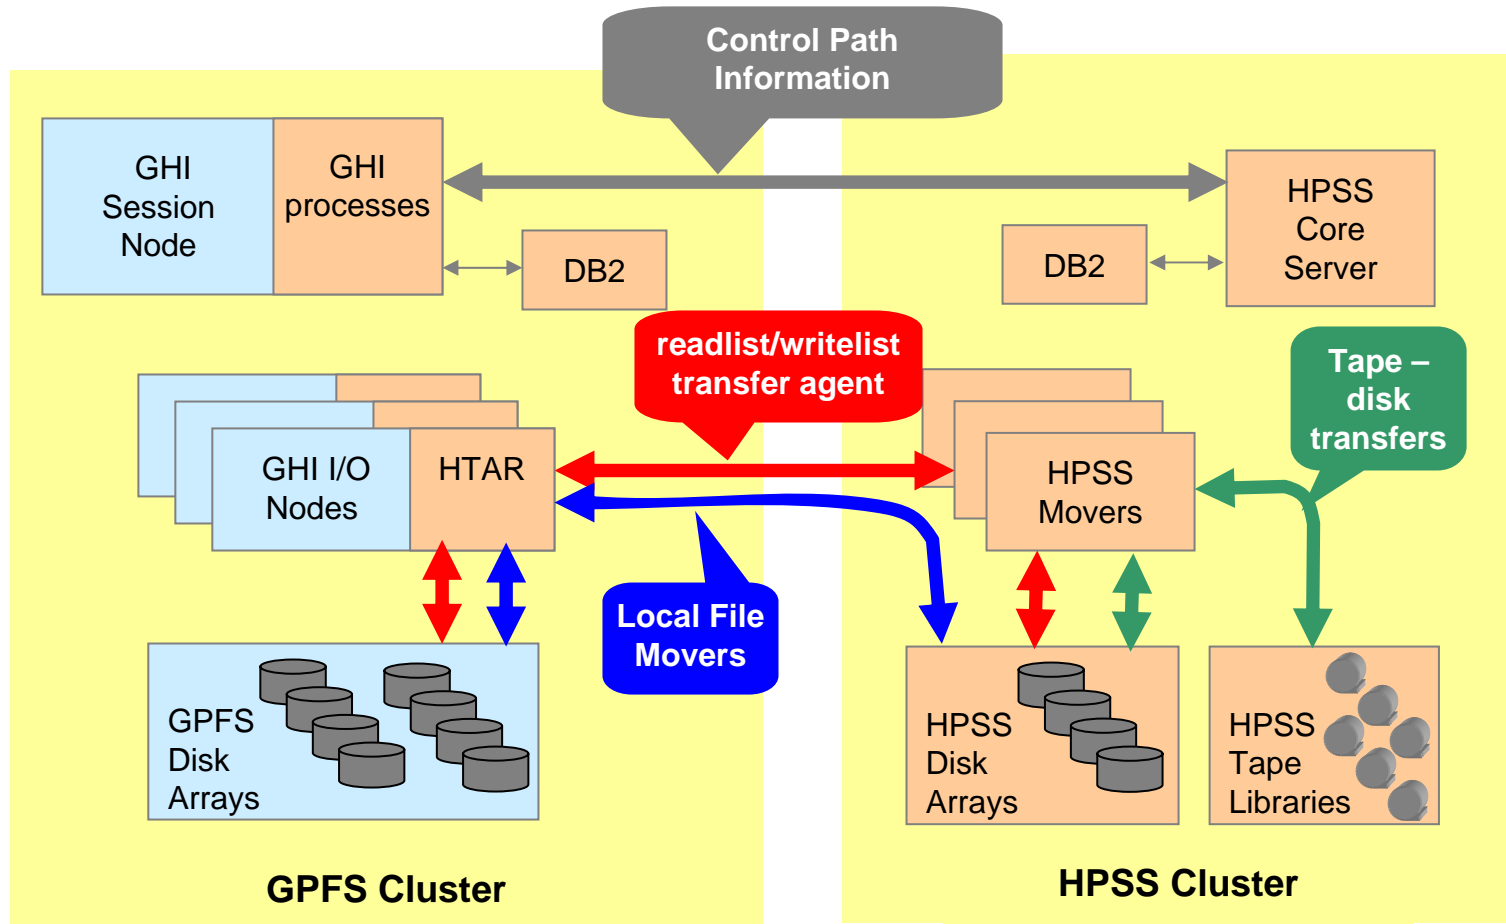 Control Path
Information
GHI
Session
Node
GHI
processes
DB2
HPSS
Core
Server
DB2
readlist/writelist
transfer agent
Tape –
disk
transfers
GHI I/O
Nodes
HTAR
HPSS
Movers
Local File
Movers
GPFS
Disk
Arrays
HPSS
Disk
Arrays
HPSS
Tape
Libraries
GPFS Cluster
HPSS Cluster